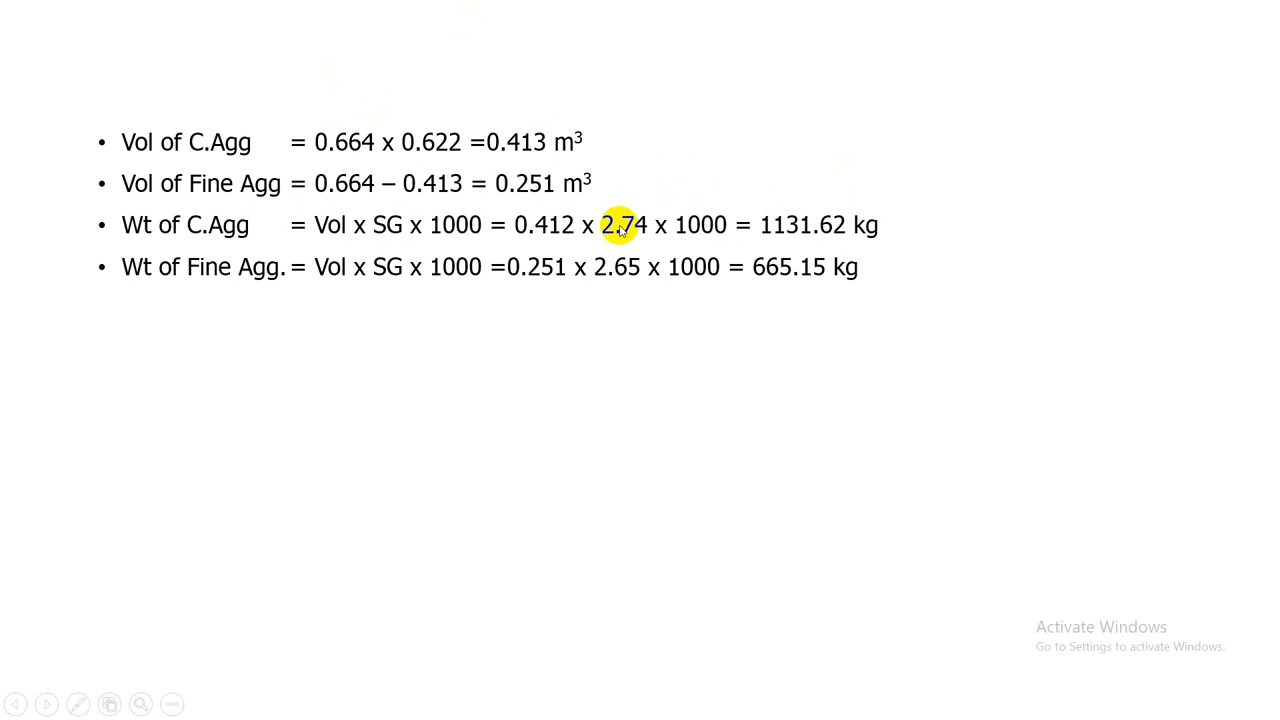 • Vol of C.Agg = 0.664 x 0.622 =0.413 m³
• Vol of Fine Agg = 0.664 – 0.413 = 0.251 m³
• Wt of C.Agg = Vol x SG x 1000 = 0.412 x 2.74 x 1000 = 1131.62 kg
• Wt of Fine Agg. = Vol x SG x 1000 =0.251 x 2.65 x 1000 = 665.15 kg
Activate Windows
Go to Settings to activate Windows.